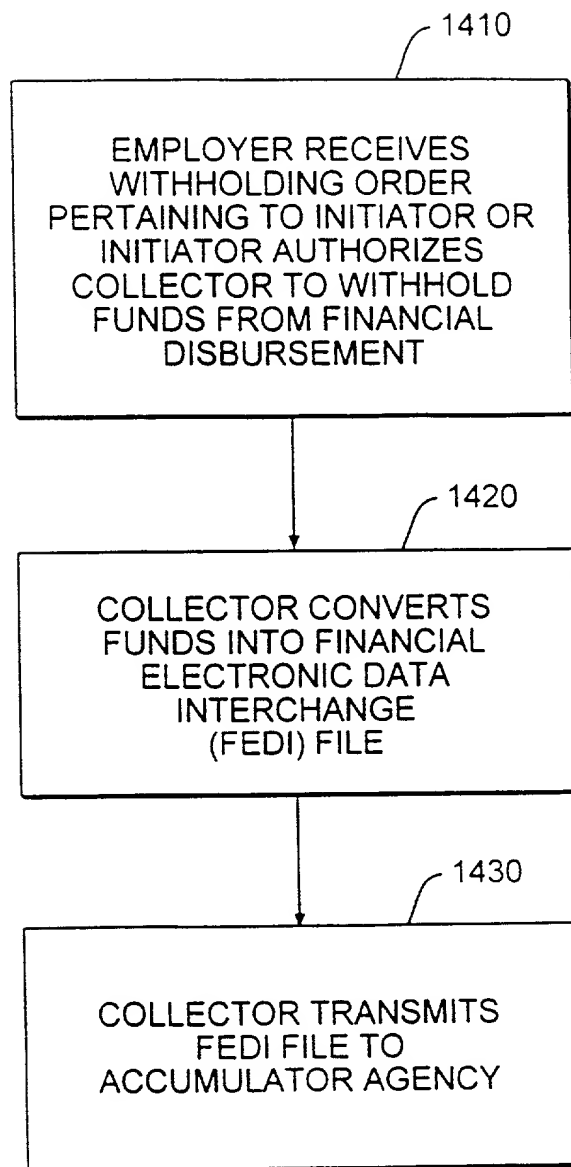 1410
EMPLOYER RECEIVES
WITHHOLDING ORDER
PERTAINING TO INITIATOR OR
INITIATOR AUTHORIZES
COLLECTOR TO WITHHOLD
FUNDS FROM FINANCIAL
DISBURSEMENT
1420
COLLECTOR CONVERTS
FUNDS INTO FINANCIAL
ELECTRONIC DATA
INTERCHANGE
(FEDI) FILE
1430
COLLECTOR TRANSMITS
FEDI FILE TO
ACCUMULATOR AGENCY